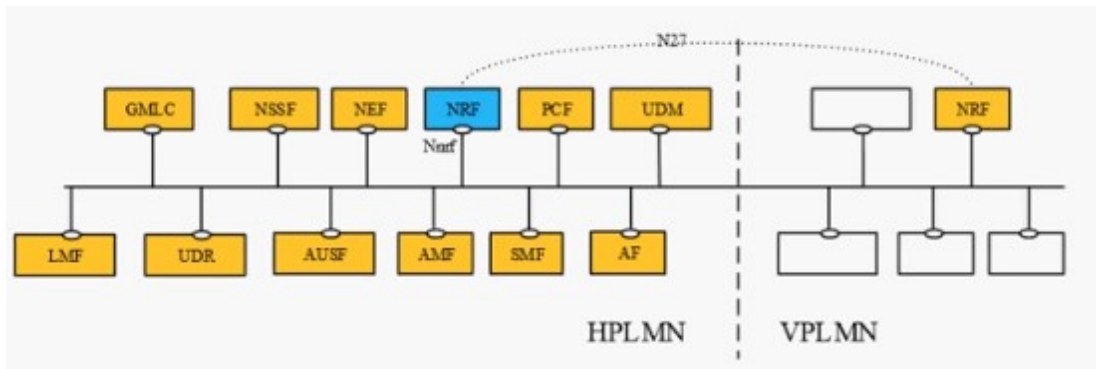 N27
GMLC NSSF NEF NRF PCF UDM NRF
Nnrf
LMF UDR AUSF AMF SMF AF
HPLMN VPLMN